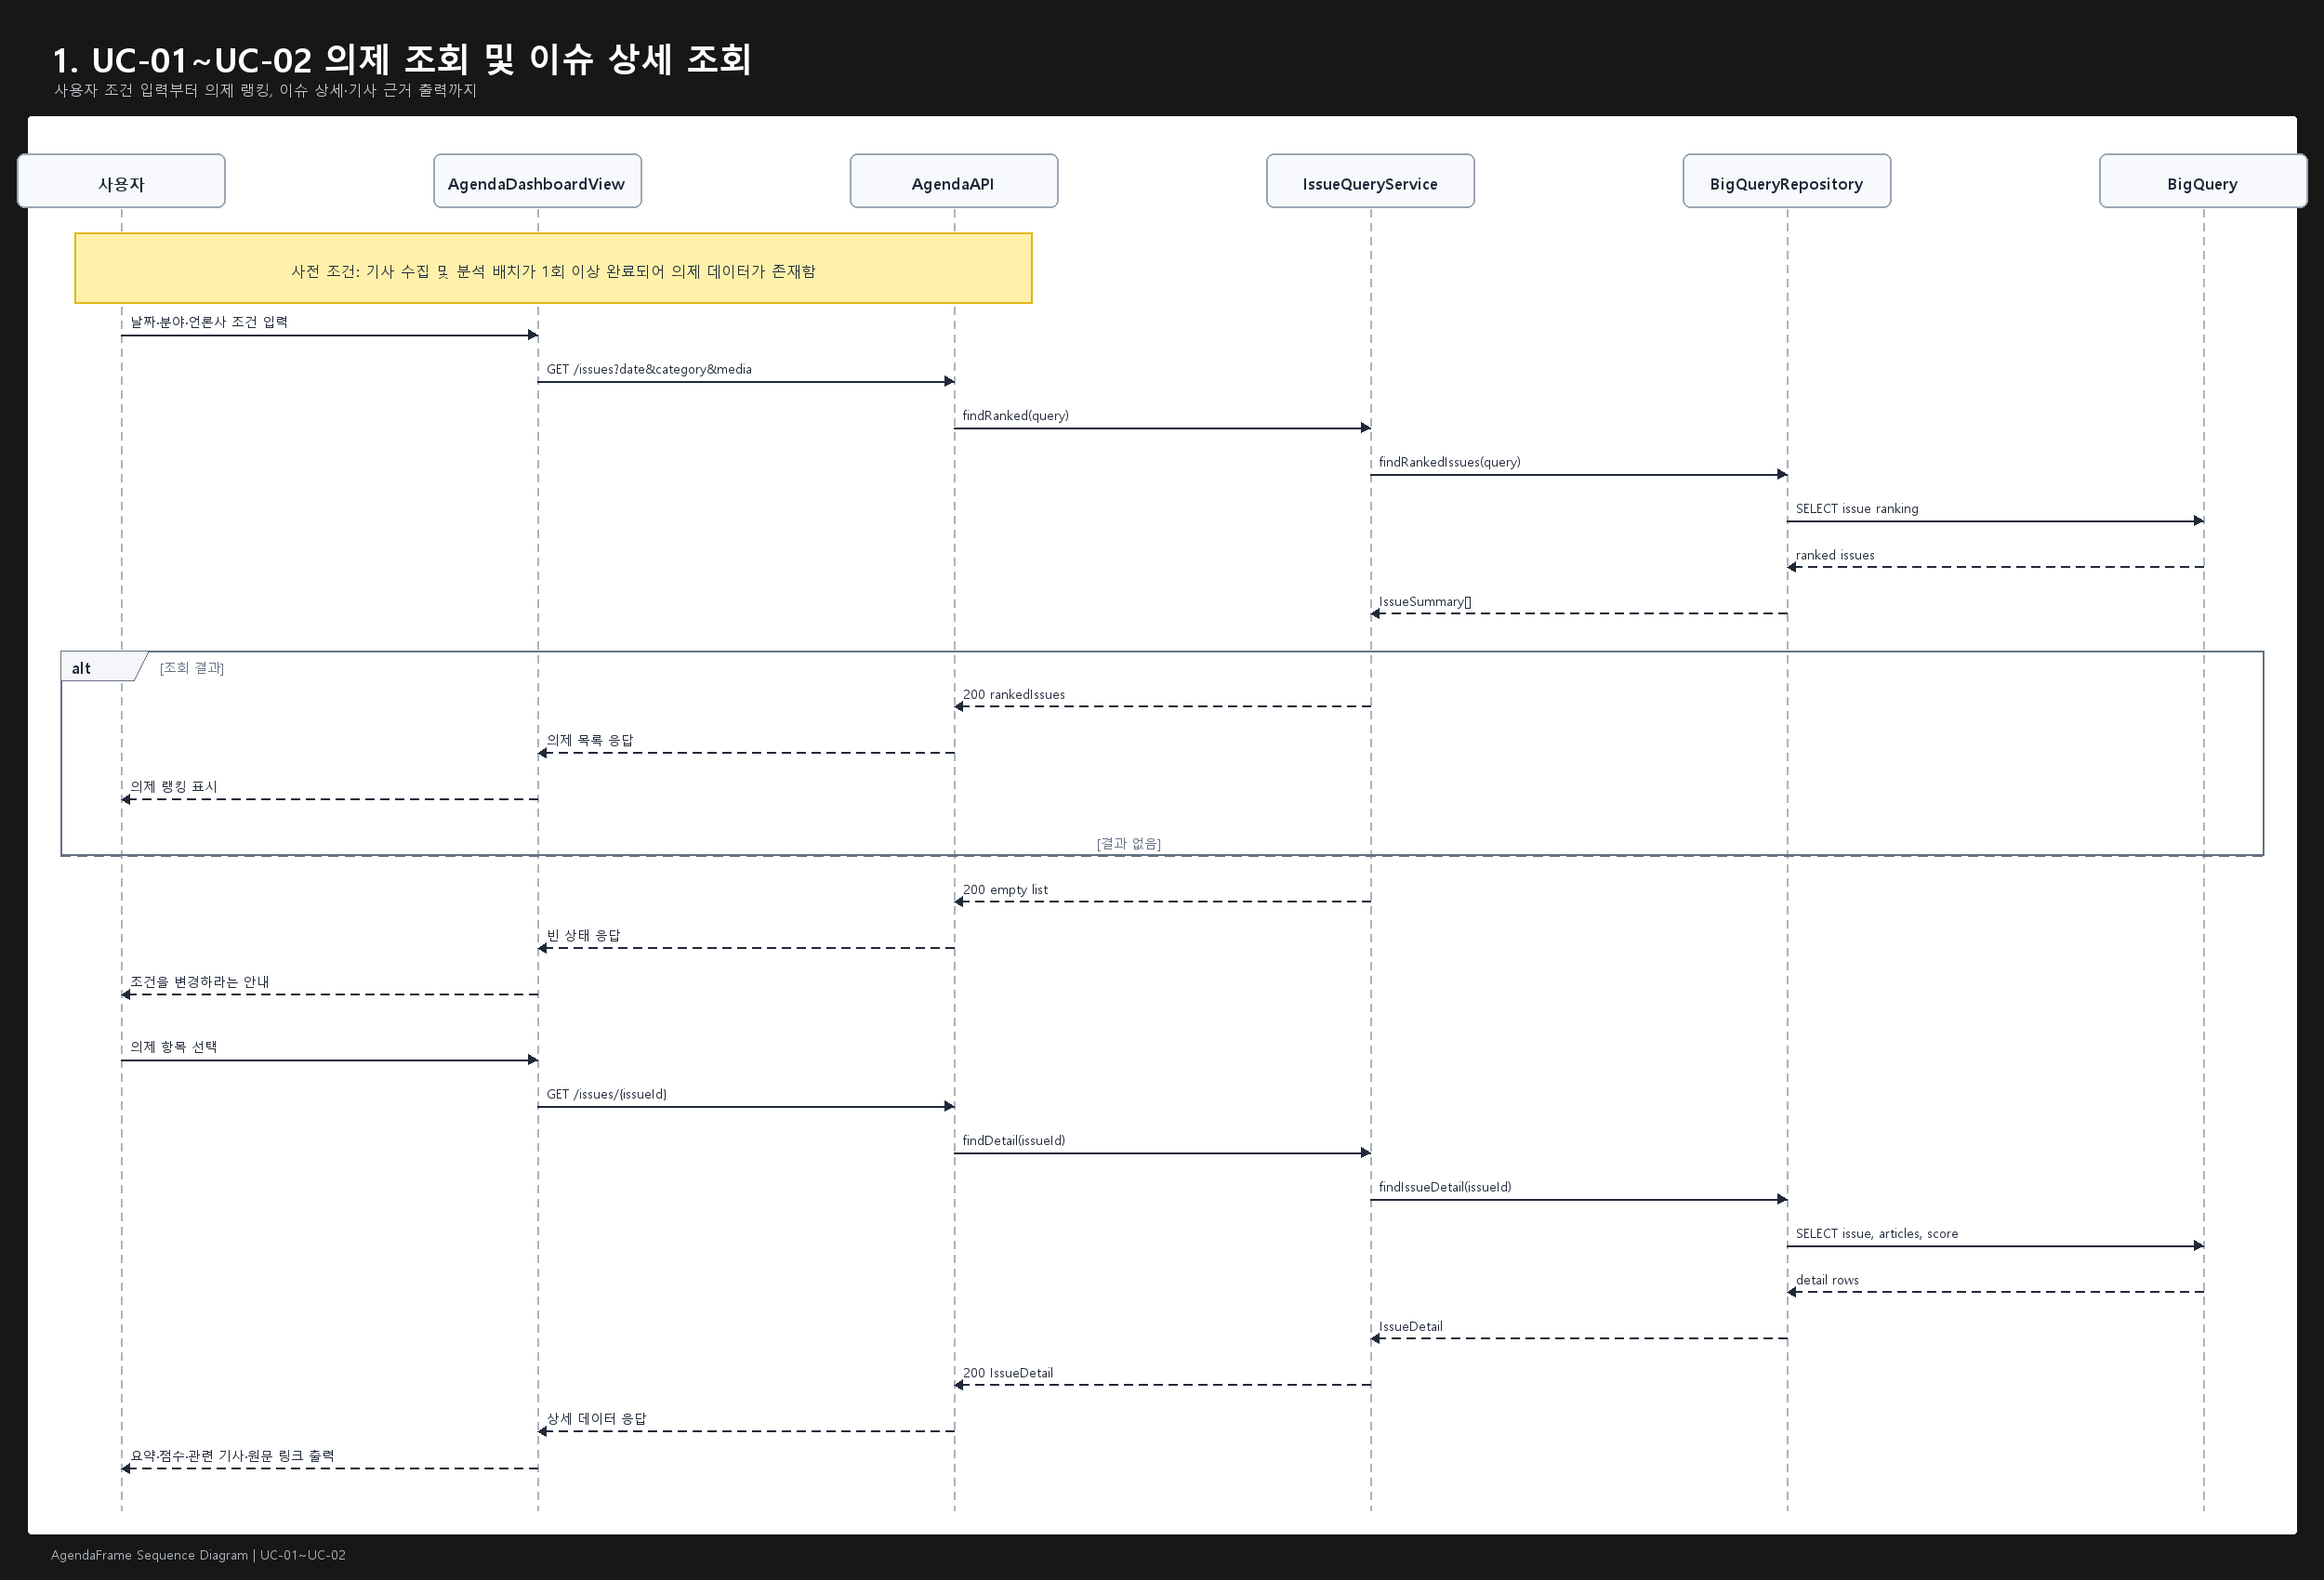 1. UC-01~UC-02 의제 조회 및 이슈 상세 조회
사용자 조건 입력부터 의제 랭킹, 이슈 상세·기사 근거 출력까지
사용자
AgendaDashboardView
AgendaAPI
IssueQueryService
BigQueryRepository
BigQuery
사전 조건: 기사 수집 및 분석 배치가 1회 이상 완료되어 의제 데이터가 존재함
날짜·분야·언론사 조건 입력
GET /issues?date&category&media
findRanked(query)
findRankedIssues(query)
SELECT issue ranking
ranked issues
IssueSummary[]
alt [조회 결과]
200 rankedIssues
의제 목록 응답
의제 랭킹 표시
[결과 없음]
200 empty list
빈 상태 응답
조건을 변경하라는 안내
의제 항목 선택
GET /issues/{issueId}
findDetail(issueId)
findIssueDetail(issueId)
SELECT issue, articles, score
detail rows
IssueDetail
200 IssueDetail
상세 데이터 응답
요약·점수·관련 기사·원문 링크 출력
AgendaFrame Sequence Diagram | UC-01~UC-02